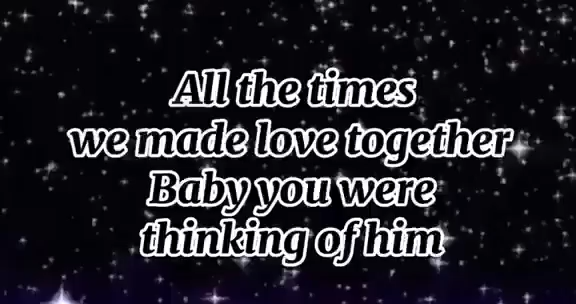 All the times
we made love together
Baby you were
thinking of him